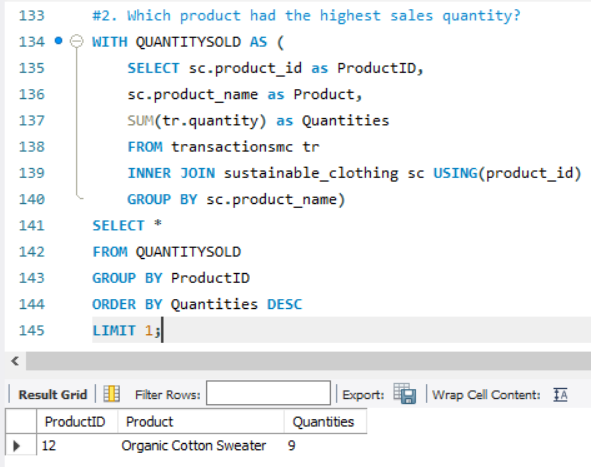 133 #2. Which product had the highest sales quantity?
134 WITH QUANTITYSOLD AS (
135 SELECT sc.product_id as ProductID,
136 sc.product_name as Product,
137 SUM(tr.quantity) as Quantities
138 FROM transactionsmc tr
139 INNER JOIN sustainable_clothing sc USING(product_id)
140 GROUP BY sc.product_name)
141 SELECT *
142 FROM QUANTITYSOLD
143 GROUP BY ProductID
144 ORDER BY Quantities DESC
145 LIMIT 1;
Result Grid Filter Rows: Export: Wrap Cell Content:
ProductID Product Quantities
12 Organic Cotton Sweater 9